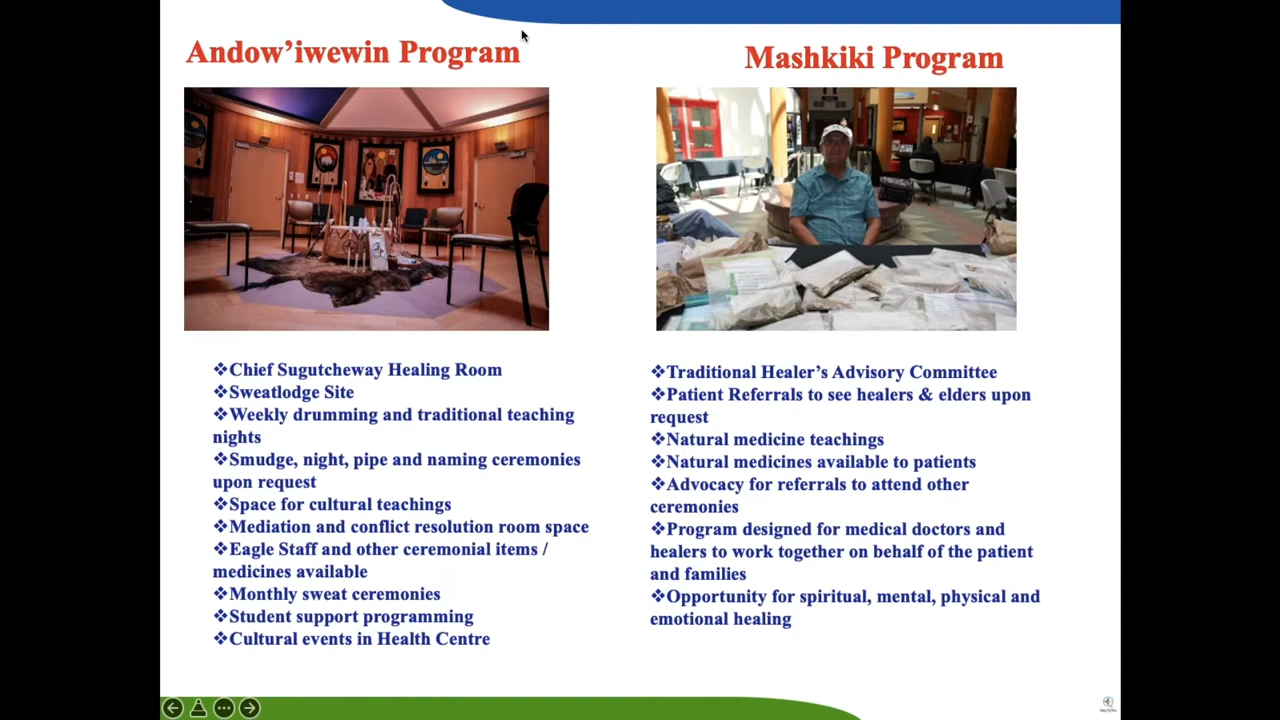 Andow’iwewin Program
❖Chief Sugutcheway Healing Room
❖Sweatlodge Site
❖Weekly drumming and traditional teaching
nights
❖Smudge, night, pipe and naming ceremonies
upon request
❖Space for cultural teachings
❖Mediation and conflict resolution room space
❖Eagle Staff and other ceremonial items /
medicines available
❖Monthly sweat ceremonies
❖Student support programming
❖Cultural events in Health Centre
Mashkiki Program
❖Traditional Healer’s Advisory Committee
❖Patient Referrals to see healers & elders upon
request
❖Natural medicine teachings
❖Natural medicines available to patients
❖Advocacy for referrals to attend other
ceremonies
❖Program designed for medical doctors and
healers to work together on behalf of the patient
and families
❖Opportunity for spiritual, mental, physical and
emotional healing